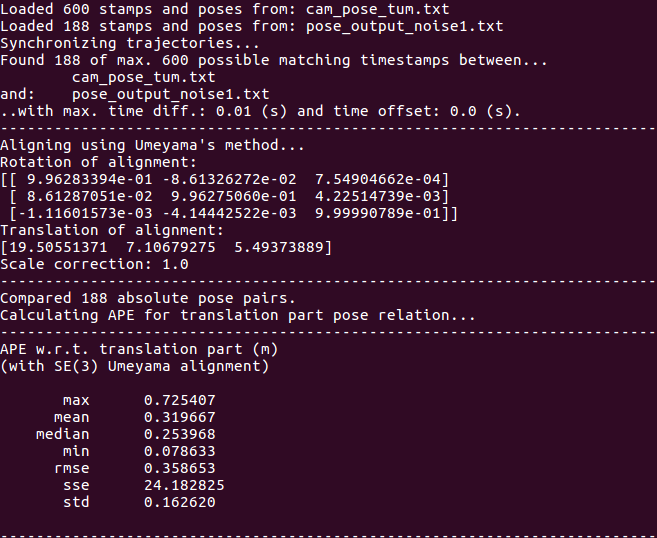 Loaded 600 stamps and poses from: cam_pose_tum.txt
Loaded 188 stamps and poses from: pose_output_noise1.txt
Synchronizing trajectories...
Found 188 of max. 600 possible matching timestamps between...
        cam_pose_tum.txt
and:    pose_output_noise1.txt
..with max. time diff.: 0.01 (s) and time offset: 0.0 (s).
--------------------------------------------------------------------------------
Aligning using Umeyama's method...
Rotation of alignment:
[[ 9.96283394e-01 -8.61326272e-02  7.54904662e-04]
 [ 8.61287051e-02  9.96275060e-01  4.22514739e-03]
 [-1.11601573e-03 -4.14442522e-03  9.99990789e-01]]
Translation of alignment:
[19.50551371  7.10679275  5.49373889]
Scale correction: 1.0
--------------------------------------------------------------------------------
Compared 188 absolute pose pairs.
Calculating APE for translation part pose relation...
--------------------------------------------------------------------------------
APE w.r.t. translation part (m)
(with SE(3) Umeyama alignment)

       max      0.725407
      mean      0.319667
    median      0.253968
       min      0.078633
      rmse      0.358653
       sse      24.182825
       std      0.162620

--------------------------------------------------------------------------------